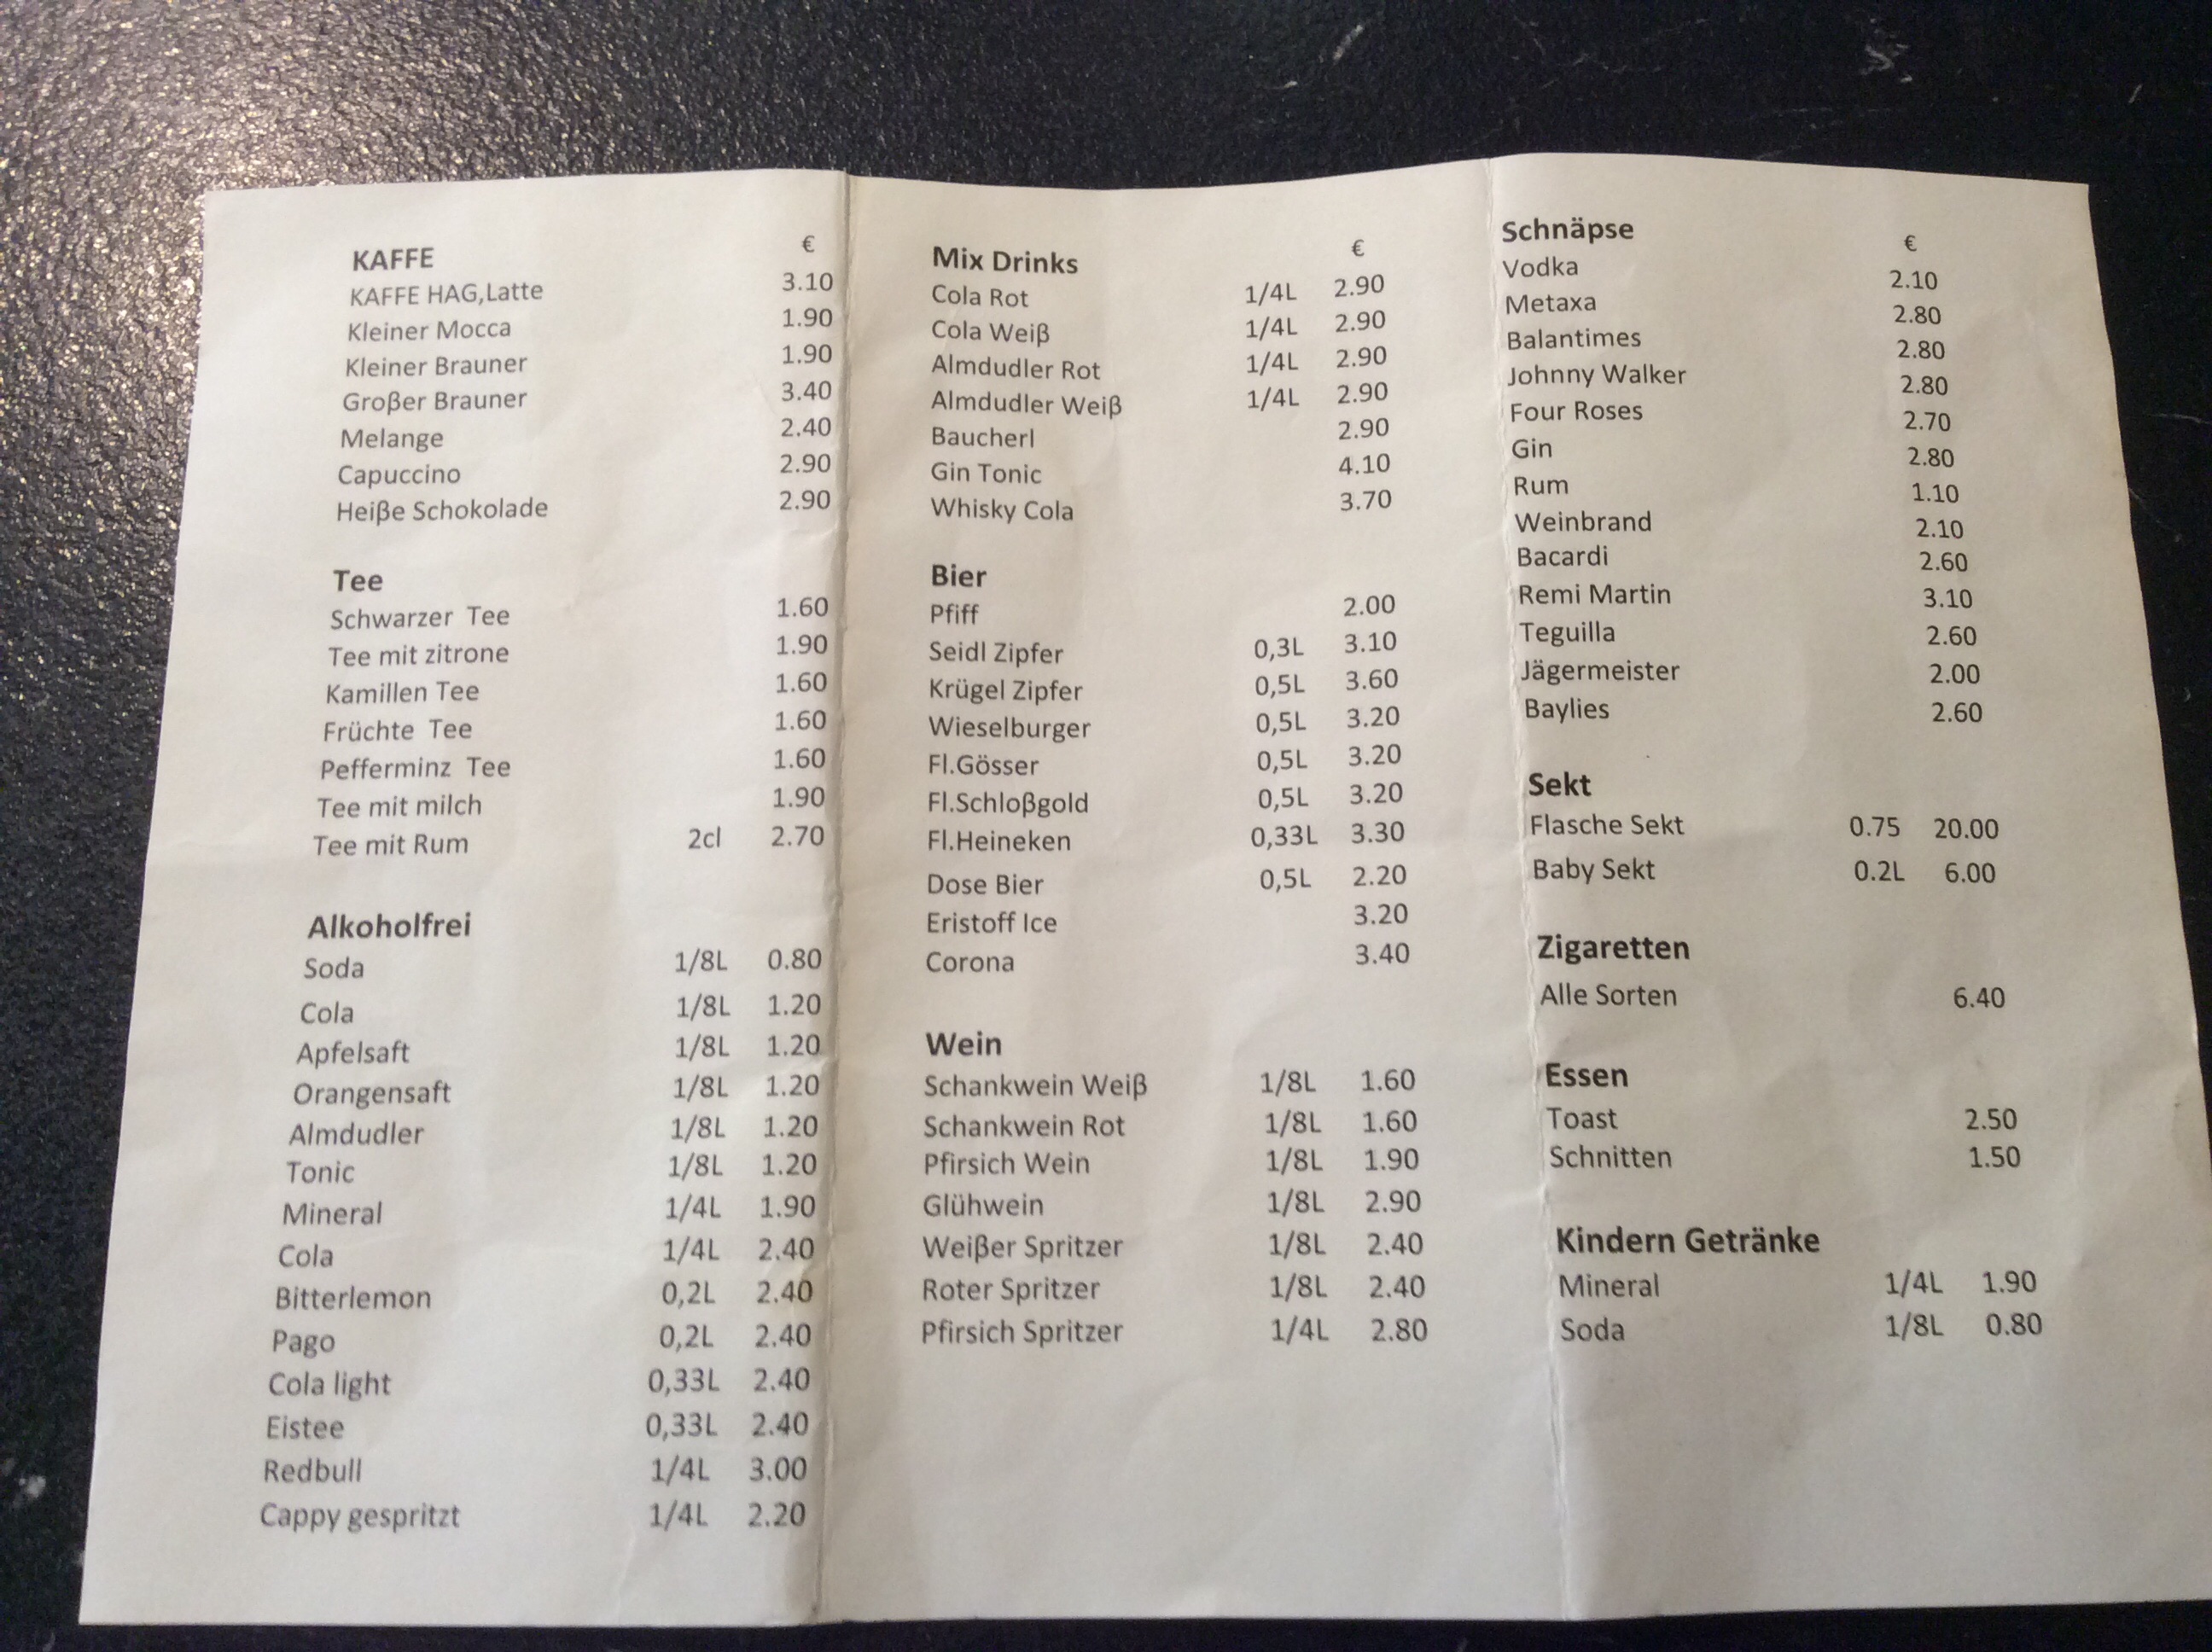 KAFFE €
KAFFE HAG,Latte 3.10
Kleiner Mocca 1.90
Kleiner Brauner 1.90
Großer Brauner 3.40
Melange 2.40
Capuccino 2.90
Heiße Schokolade 2.90
Tee
Schwarzer Tee 1.60
Tee mit zitrone 1.90
Kamillen Tee 1.60
Früchte Tee 1.60
Pefferminz Tee 1.60
Tee mit milch 1.90
Tee mit Rum 2cl 2.70
Alkoholfrei
Soda 1/8L 0.80
Cola 1/8L 1.20
Apfelsaft 1/8L 1.20
Orangensaft 1/8L 1.20
Almdudler 1/8L 1.20
Tonic 1/8L 1.20
Mineral 1/4L 1.90
Cola 1/4L 2.40
Bitterlemon 0,2L 2.40
Pago 0,2L 2.40
Cola light 0,33L 2.40
Eistee 0,33L 2.40
Redbull 1/4L 3.00
Cappy gespritzt 1/4L 2.20
Mix Drinks €
Cola Rot 1/4L 2.90
Cola Weiß 1/4L 2.90
Almdudler Rot 1/4L 2.90
Almdudler Weiß 1/4L 2.90
Baucherl 2.90
Gin Tonic 4.10
Whisky Cola 3.70
Bier
Pfiff 2.00
Seidl Zipfer 0,3L 3.10
Krügel Zipfer 0,5L 3.60
Wieselburger 0,5L 3.20
Fl.Gösser 0,5L 3.20
Fl.Schloßgold 0,5L 3.20
Fl.Heineken 0,33L 3.30
Dose Bier 0,5L 2.20
Eristoff Ice 3.20
Corona 3.40
Wein
Schankwein Weiß 1/8L 1.60
Schankwein Rot 1/8L 1.60
Pfirsich Wein 1/8L 1.90
Glühwein 1/8L 2.90
Weißer Spritzer 1/8L 2.40
Roter Spritzer 1/8L 2.40
Pfirsich Spritzer 1/4L 2.80
Schnäpse €
Vodka 2.10
Metaxa 2.80
Balantimes 2.80
Johnny Walker 2.80
Four Roses 2.70
Gin 2.80
Rum 1.10
Weinbrand 2.10
Bacardi 2.60
Remi Martin 3.10
Teguilla 2.60
Jägermeister 2.00
Baylies 2.60
Sekt
Flasche Sekt 0.75 20.00
Baby Sekt 0.2L 6.00
Zigaretten
Alle Sorten 6.40
Essen
Toast 2.50
Schnitten 1.50
Kindern Getränke
Mineral 1/4L 1.90
Soda 1/8L 0.80